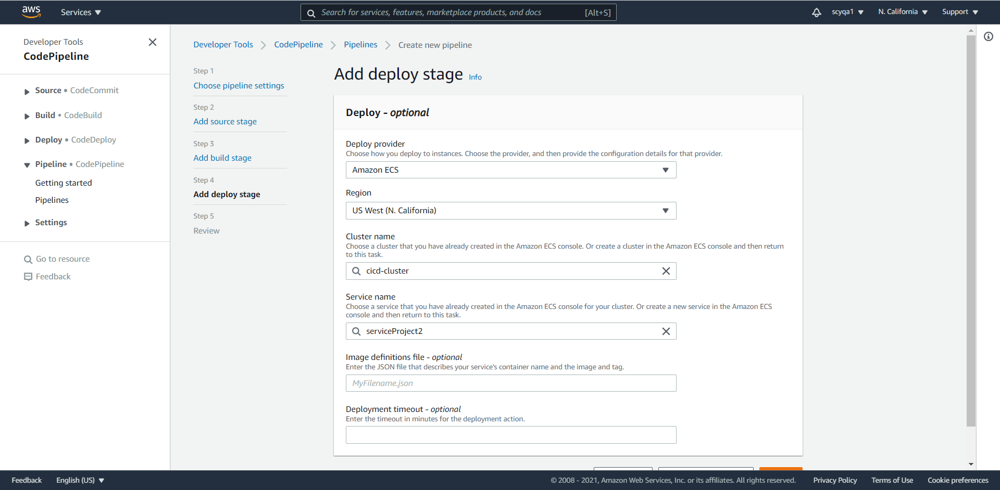 aws
Services
Search for services, features, marketplace products, and docs [Alt+S]
scyqa1
N. California
Support
Developer Tools
CodePipeline
Source • CodeCommit
Build • CodeBuild
Deploy • CodeDeploy
Pipeline • CodePipeline
Getting started
Pipelines
Settings
Go to resource
Feedback
Developer Tools
CodePipeline
Pipelines
Create new pipeline
Step 1
Choose pipeline settings
Step 2
Add source stage
Step 3
Add build stage
Step 4
Add deploy stage
Step 5
Review
Add deploy stage Info
Deploy - optional
Deploy provider
Choose how you deploy to instances. Choose the provider, and then provide the configuration details for that provider.
Amazon ECS
Region
US West (N. California)
Cluster name
Choose a cluster that you have already created in the Amazon ECS console. Or create a cluster in the Amazon ECS console and then return
to this task.
cicd-cluster
Service name
Choose a service that you have already created in the Amazon ECS console for your cluster. Or create a new service in the Amazon ECS
console and then return to this task.
serviceProject2
Image definitions file - optional
Enter the JSON file that describes your service's container name and the image and tag.
MyFilename.json
Deployment timeout - optional
Enter the timeout in minutes for the deployment action.
Feedback
English (US)
© 2008 - 2021, Amazon Web Services, Inc. or its affiliates. All rights reserved.
Privacy Policy
Terms of Use
Cookie preferences